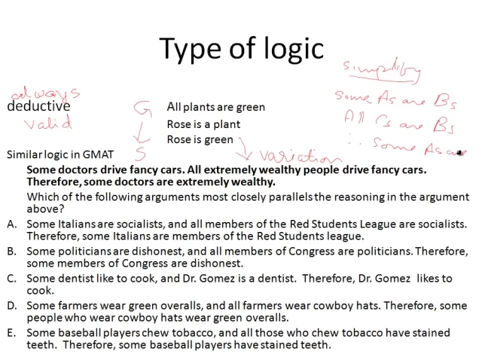 Type of logic
simplify
always
deductive
valid
G
↓
S
All plants are green
Rose is a plant
Rose is green
variation
Some As are Bs
All Cs are Bs
∴ Some As are
Similar logic in GMAT
Some doctors drive fancy cars. All extremely wealthy people drive fancy cars.
Therefore, some doctors are extremely wealthy.
Which of the following arguments most closely parallels the reasoning in the argument
above?
A. Some Italians are socialists, and all members of the Red Students League are socialists.
Therefore, some Italians are members of the Red Students league.
B. Some politicians are dishonest, and all members of Congress are politicians. Therefore,
some members of Congress are dishonest.
C. Some dentist like to cook, and Dr. Gomez is a dentist. Therefore, Dr. Gomez likes to
cook.
D. Some farmers wear green overalls, and all farmers wear cowboy hats. Therefore, some
people who wear cowboy hats wear green overalls.
E. Some baseball players chew tobacco, and all those who chew tobacco have stained
teeth. Therefore, some baseball players have stained teeth.